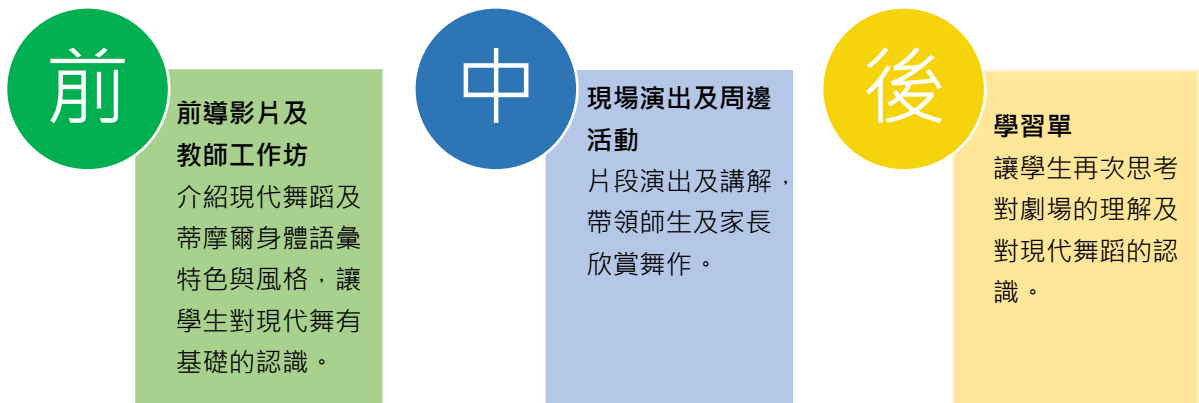 前
前導影片及
教師工作坊
介紹現代舞蹈及
蒂摩爾身體語彙
特色與風格，讓
學生對現代舞有
基礎的認識。
中
現場演出及周邊
活動
片段演出及講解，
帶領師生及家長
欣賞舞作。
後
學習單
讓學生再次思考
對劇場的理解及
對現代舞蹈的認
識。